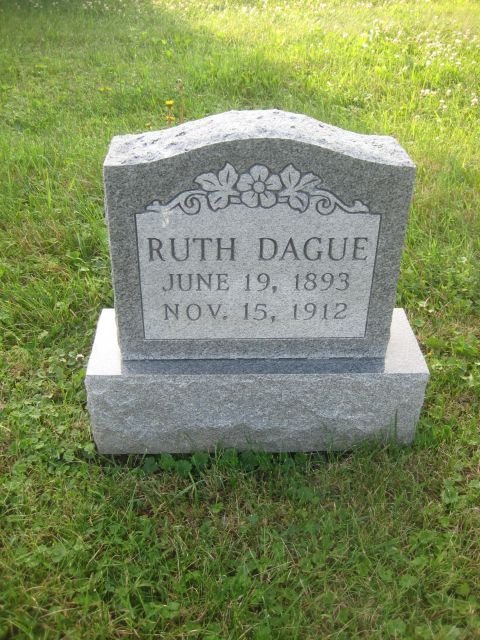 RUTH DAGUE
JUNE 19, 1893
NOV. 15, 1912